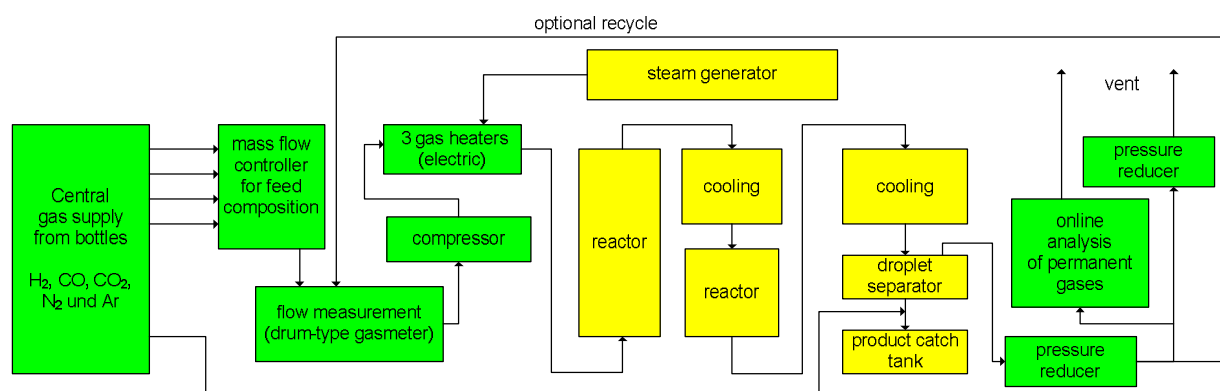 optional recycle
steam generator
vent
Central
gas supply
from bottles
H₂, CO, CO₂,
N₂ und Ar
mass flow
controller
for feed
composition
flow measurement
(drum-type gasmeter)
compressor
3 gas heaters
(electric)
reactor
cooling
reactor
cooling
droplet
separator
product catch
tank
pressure
reducer
online
analysis
of permanent
gases
pressure
reducer